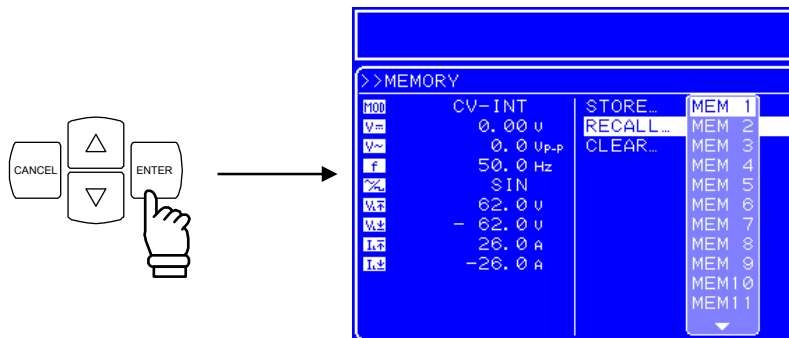 CANCEL
ENTER
>>MEMORY
MOD CV-INT STORE… MEM 1
V= 0.00 V RECALL… MEM 2
V~ 0.0 Vp-p CLEAR… MEM 3
f 50.0 Hz MEM 4
SIN MEM 5
62.0 V MEM 6
- 62.0 V MEM 7
26.0 A MEM 8
-26.0 A MEM 9
MEM10
MEM11